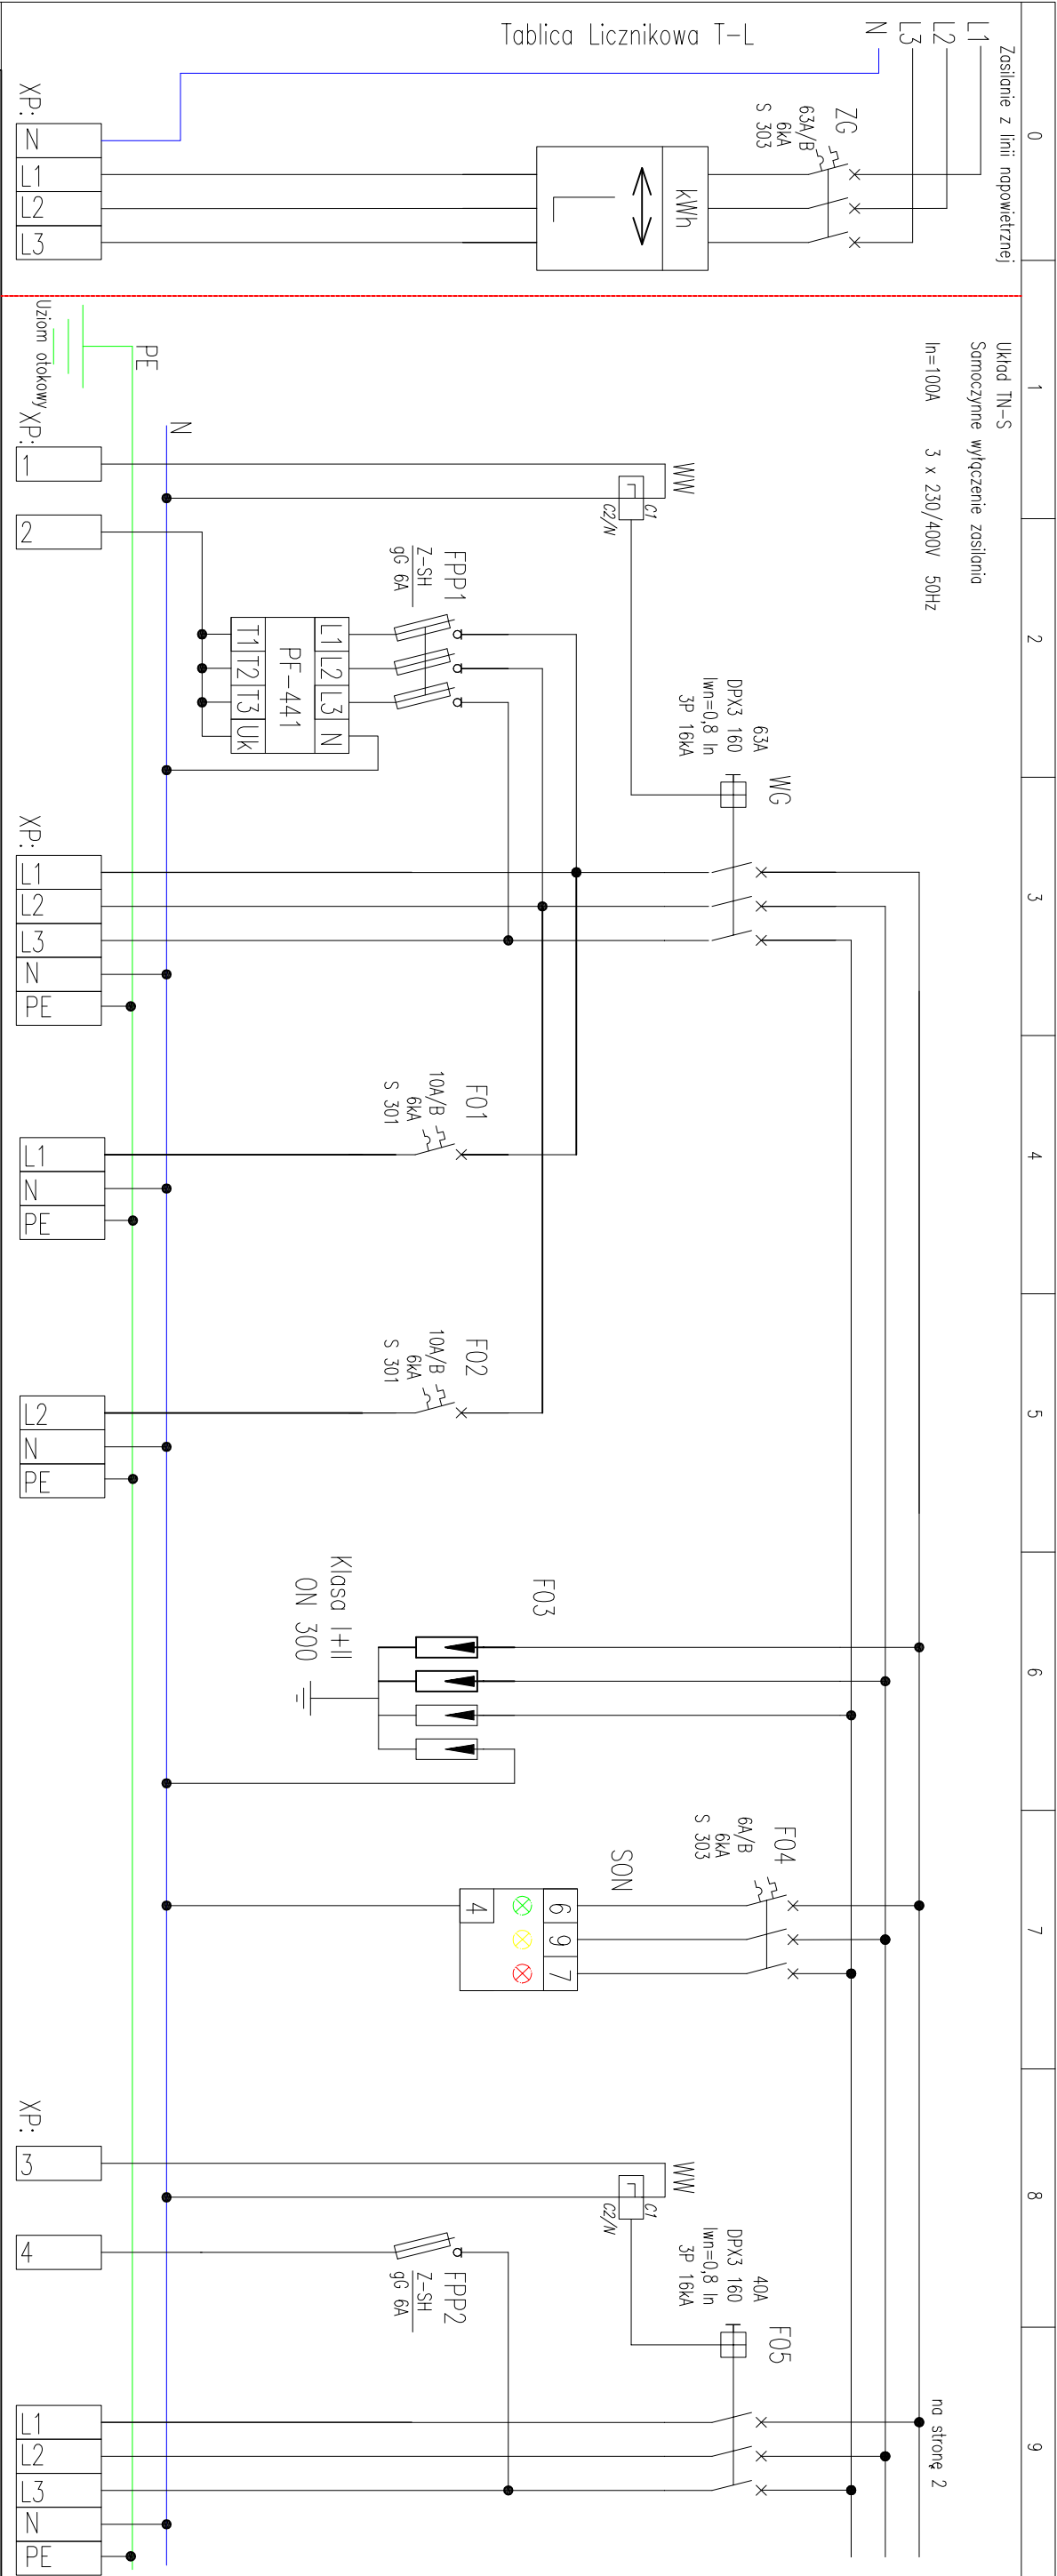 0
1
2
3
4
5
6
7
8
9
Zasilanie z linii napowietrznej
L1
L2
L3
N
Tablica Licznikowa T-L
ZG
63A/B
6kA
S 303
kWh
XP:
N
L1
L2
L3
Układ TN-S
Samoczynne wyłączenie zasilania
In=100A 3 x 230/400V 50Hz
PE
Uziom otokowy
N
XP:
1
2
WW
C1
C2/N
FPP1
Z-SH
gG 6A
L1
L2
L3
N
PF-441
T1
T2
T3
UK
WG
63A
DPX3 160
Iwn=0,8 In
3P 16kA
XP:
L1
L2
L3
N
PE
F01
10A/B
6kA
S 301
L1
N
PE
F02
10A/B
6kA
S 301
L2
N
PE
F03
Klasa I+II
ON 300
F04
6A/B
6kA
S 303
SON
6
9
7
4
XP:
3
4
WW
C1
C2/N
FPP2
Z-SH
gG 6A
F05
40A
DPX3 160
Iwn=0,8 In
3P 16kA
na stronę 2
L1
L2
L3
N
PE